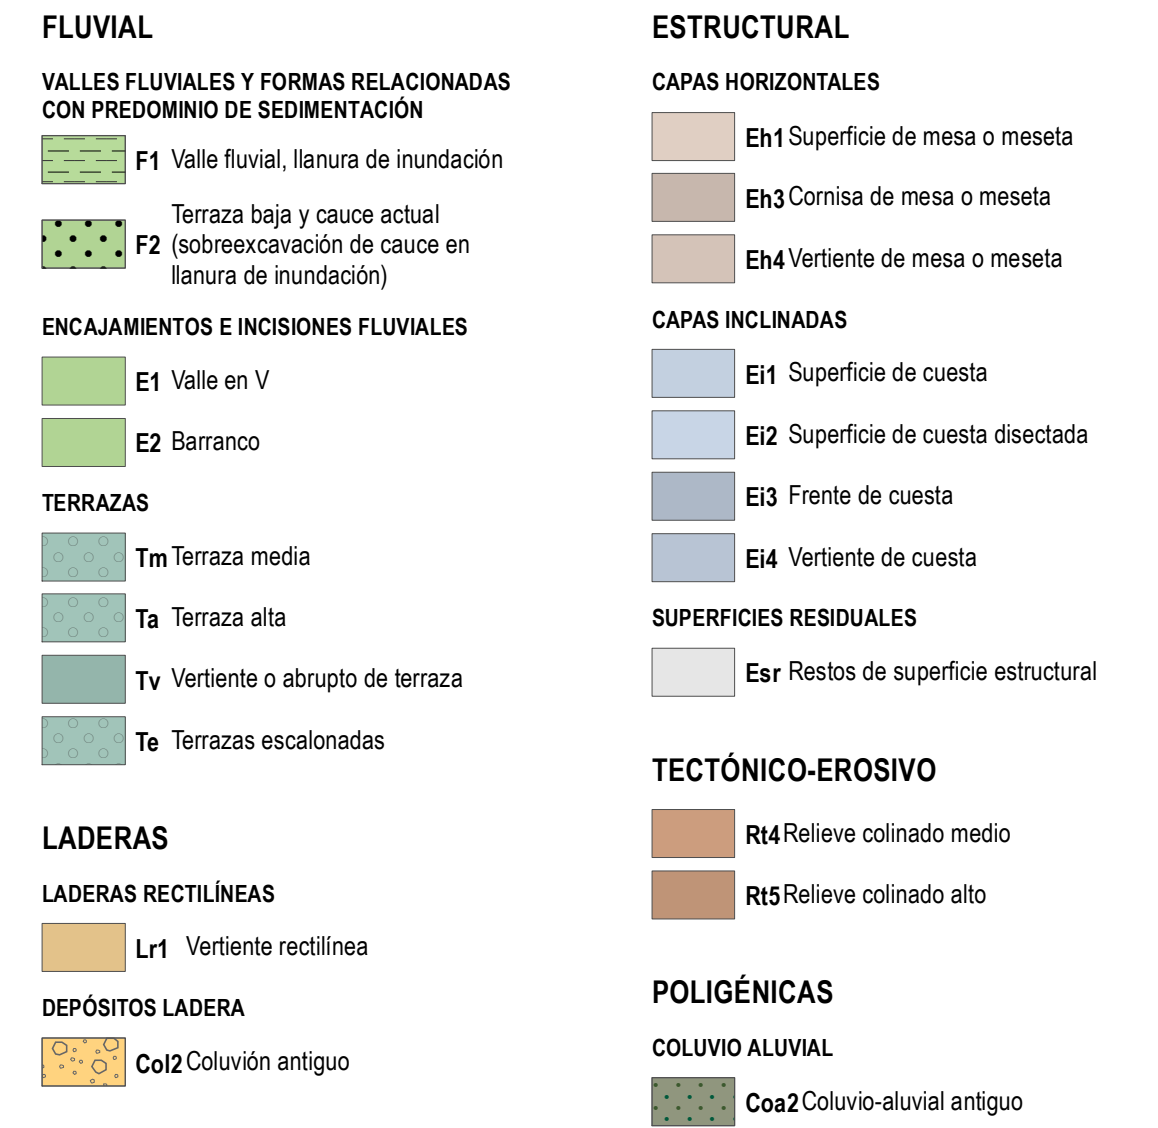 FLUVIAL
VALLES FLUVIALES Y FORMAS RELACIONADAS
CON PREDOMINIO DE SEDIMENTACIÓN
F1 Valle fluvial, llanura de inundación
Terraza baja y cauce actual
F2 (sobreexcavación de cauce en
llanura de inundación)
ENCAJAMIENTOS E INCISIONES FLUVIALES
E1 Valle en V
E2 Barranco
TERRAZAS
Tm Terraza media
Ta Terraza alta
Tv Vertiente o abrupto de terraza
Te Terrazas escalonadas
LADERAS
LADERAS RECTILÍNEAS
Lr1 Vertiente rectilínea
DEPÓSITOS LADERA
Col2 Coluvión antiguo
ESTRUCTURAL
CAPAS HORIZONTALES
Eh1 Superficie de mesa o meseta
Eh3 Cornisa de mesa o meseta
Eh4 Vertiente de mesa o meseta
CAPAS INCLINADAS
Ei1 Superficie de cuesta
Ei2 Superficie de cuesta disectada
Ei3 Frente de cuesta
Ei4 Vertiente de cuesta
SUPERFICIES RESIDUALES
Esr Restos de superficie estructural
TECTÓNICO-EROSIVO
Rt4 Relieve colinado medio
Rt5 Relieve colinado alto
POLIGÉNICAS
COLUVIO ALUVIAL
Coa2 Coluvio-aluvial antiguo